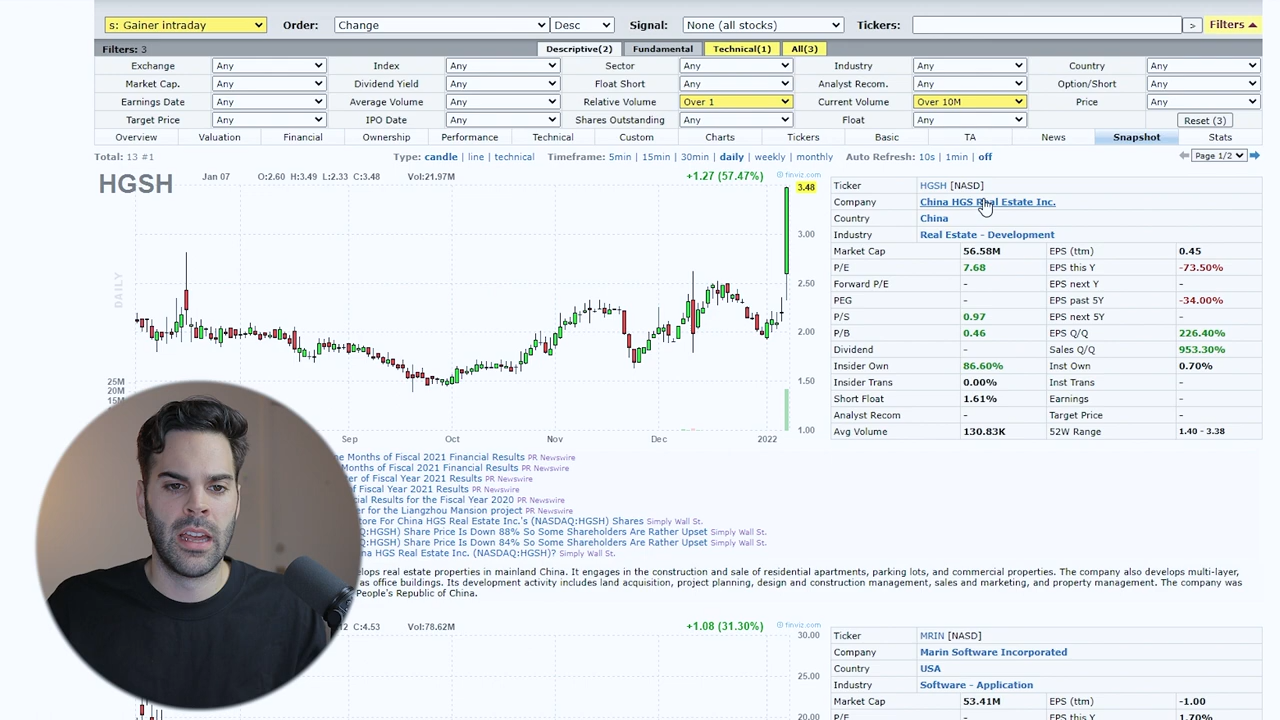 s: Gainer intraday Order: Change Desc Signal: None (all stocks) Tickers: > Filters
Filters: 3 Descriptive(2) Fundamental Technical(1) All(3)
Exchange Any Index Any Sector Any Industry Any Country Any
Market Cap. Any Dividend Yield Any Float Short Any Analyst Recom. Any Option/Short Any
Earnings Date Any Average Volume Any Relative Volume Over 1 Current Volume Over 10M Price Any
Target Price Any IPO Date Any Shares Outstanding Any Float Any Reset (3)
Overview Valuation Financial Ownership Performance Technical Custom Charts Tickers Basic TA News Snapshot Stats
Total: 13 #1 Type: candle | line | technical Timeframe: 5min | 15min | 30min | daily | weekly | monthly Auto Refresh: 10s | 1min | off Page 1/2
HGSH Jan 07 O:2.60 H:3.49 L:2.33 C:3.48 Vol:21.97M +1.27 (57.47%) © finviz.com
3.48
3.00
2.50
2.00
1.50
1.00
DAILY
25M
20M
15M
Sep Oct Nov Dec 2022
Ticker HGSH [NASD]
Company China HGS Real Estate Inc.
Country China
Industry Real Estate - Development
Market Cap 56.58M EPS (ttm) 0.45
P/E 7.68 EPS this Y -73.50%
Forward P/E - EPS next Y -
PEG - EPS past 5Y -34.00%
P/S 0.97 EPS next 5Y -
P/B 0.46 EPS Q/Q 226.40%
Dividend - Sales Q/Q 953.30%
Insider Own 86.60% Inst Own 0.70%
Insider Trans 0.00% Inst Trans -
Short Float 1.61% Earnings -
Analyst Recom - Target Price -
Avg Volume 130.83K 52W Range 1.40 - 3.38
Months of Fiscal 2021 Financial Results PR Newswire
Months of Fiscal 2021 Financial Results PR Newswire
of Fiscal Year 2021 Results PR Newswire
of Fiscal Year 2021 Results PR Newswire
Results for the Fiscal Year 2020 PR Newswire
for the Liangzhou Mansion project PR Newswire
For China HGS Real Estate Inc.'s (NASDAQ:HGSH) Shares Simply Wall St.
Share Price Is Down 88% So Some Shareholders Are Rather Upset Simply Wall St.
Share Price Is Down 84% So Some Shareholders Are Rather Upset Simply Wall St.
HGS Real Estate Inc. (NASDAQ:HGSH)? Simply Wall St.
real estate properties in mainland China. It engages in the construction and sale of residential apartments, parking lots, and commercial properties. The company also develops multi-layer,
as office buildings. Its development activity includes land acquisition, project planning, design and construction management, sales and marketing, and property management. The company was
People's Republic of China.
C:4.53 Vol:78.62M +1.08 (31.30%) © finviz.com
30.00
25.00
20.00
Ticker MRIN [NASD]
Company Marin Software Incorporated
Country USA
Industry Software - Application
Market Cap 53.41M EPS (ttm) -1.00
P/E - EPS this Y 1.70%